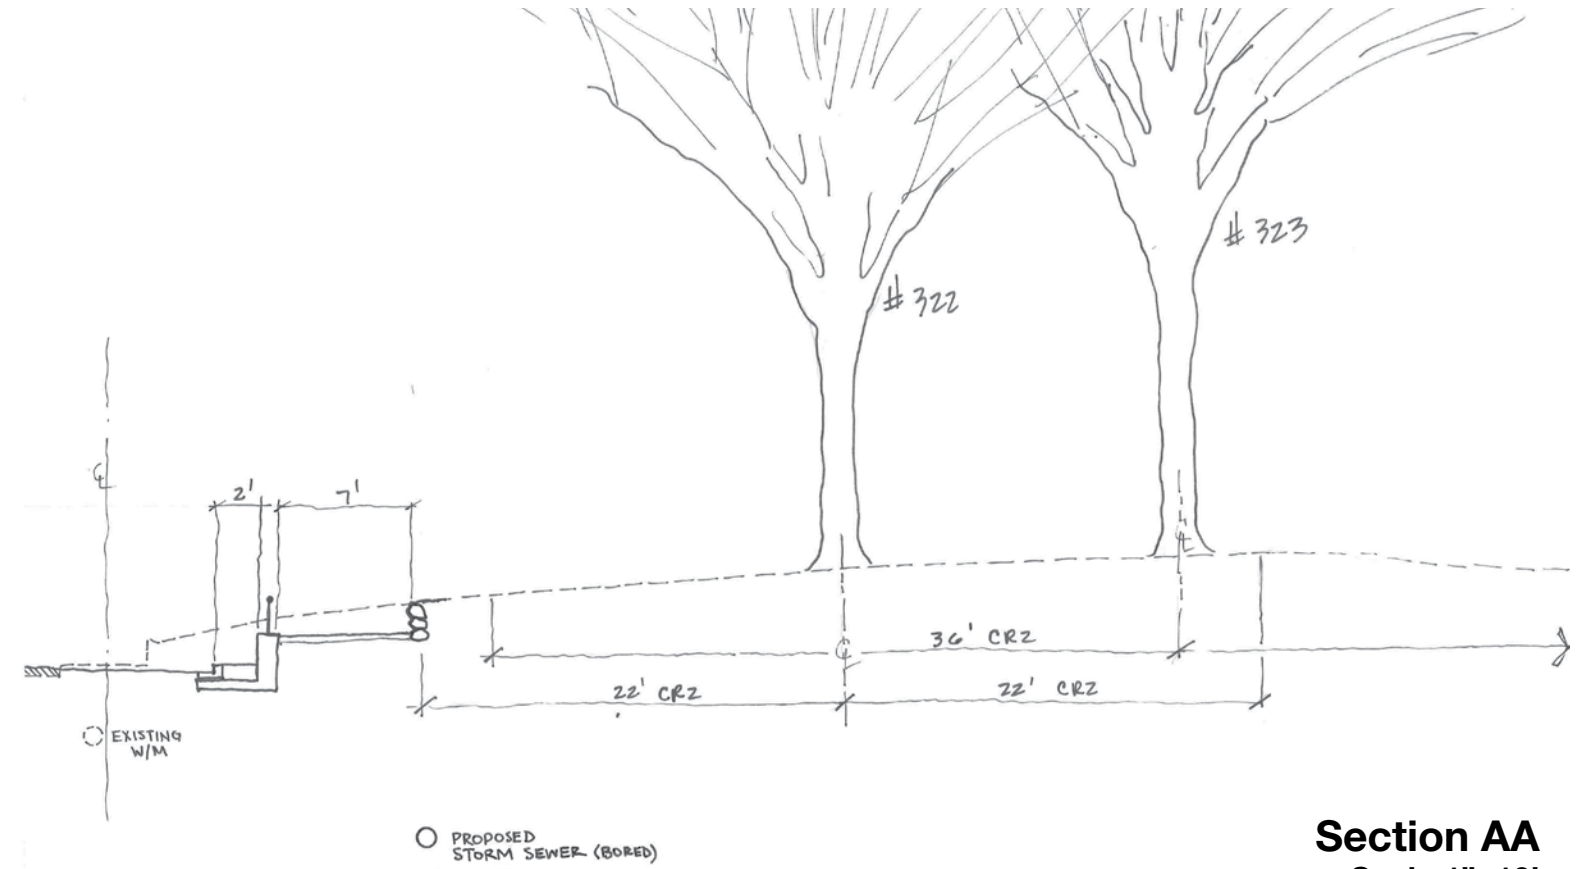 # 323
# 322
℄
2'
7'
℄
36' CRZ
℄
22' CRZ
22' CRZ
EXISTING
W/M
PROPOSED
STORM SEWER (BORED)
Section AA